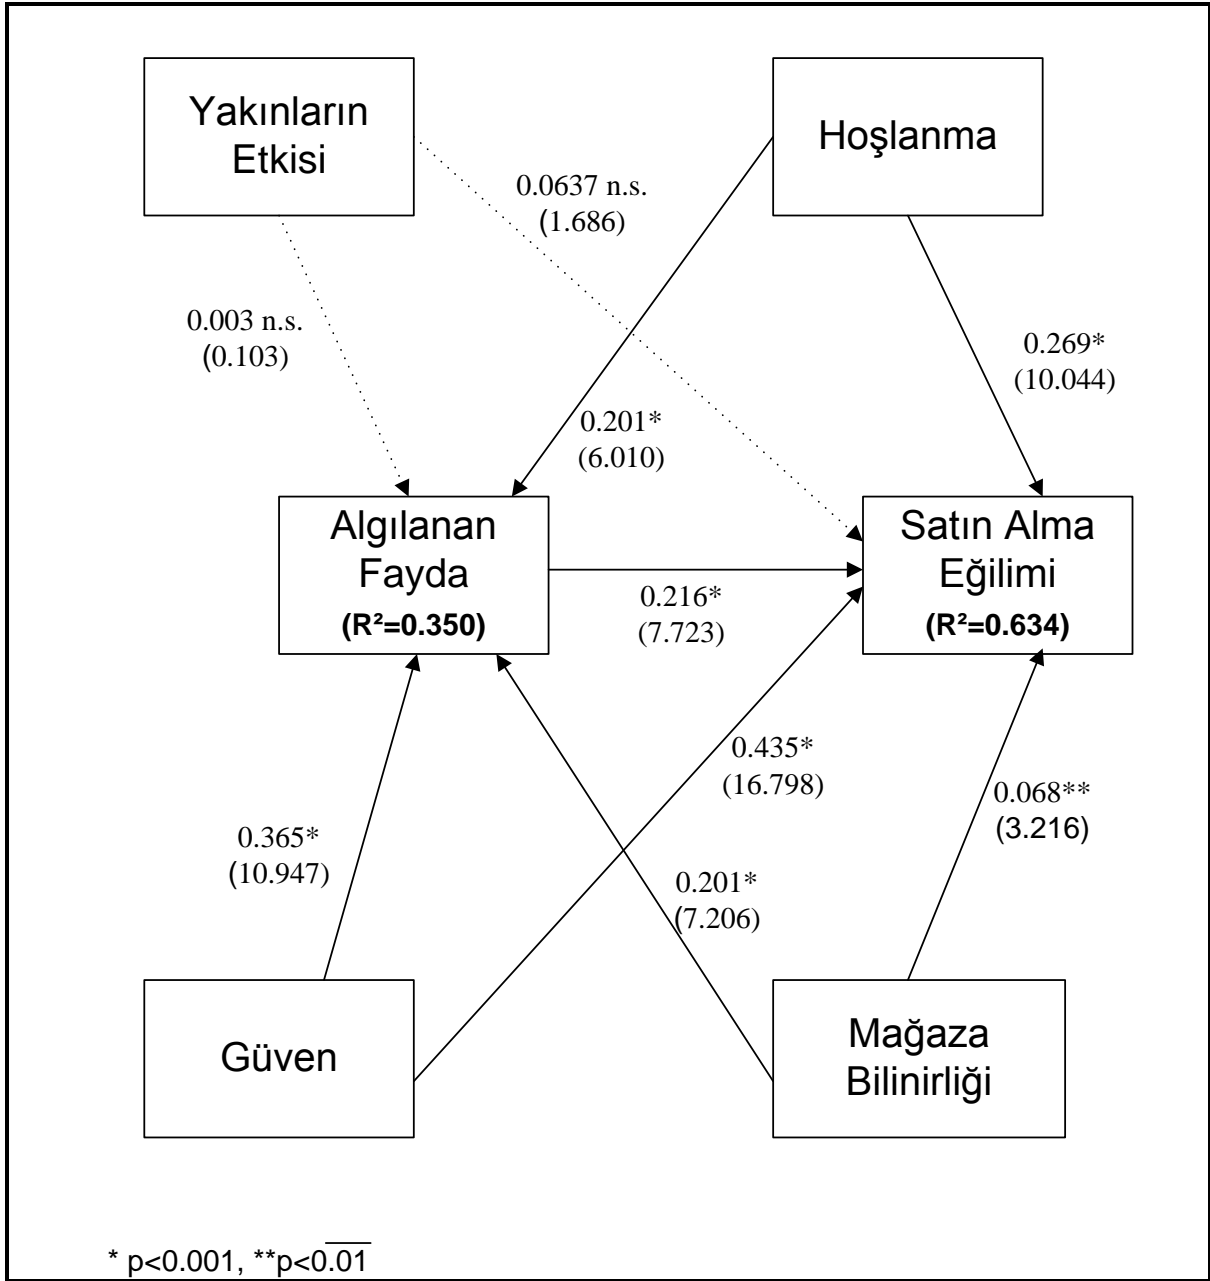 Yakınların
Etkisi
Hoşlanma
0.0637 n.s.
(1.686)
0.003 n.s.
(0.103)
0.269*
(10.044)
0.201*
(6.010)
Algılanan
Fayda
(R²=0.350)
Satın Alma
Eğilimi
(R²=0.634)
0.216*
(7.723)
0.435*
(16.798)
0.068**
(3.216)
0.365*
(10.947)
0.201*
(7.206)
Güven
Mağaza
Bilinirliği
* p<0.001, **p<0.01